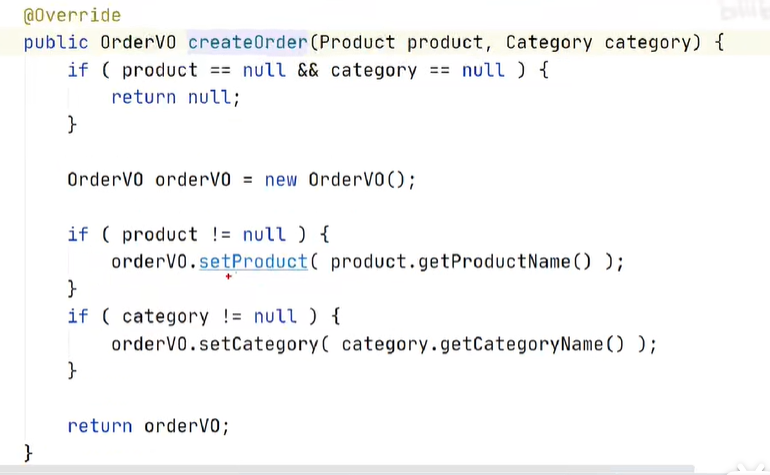 @Override
public OrderVO createOrder(Product product, Category category) {
    if ( product == null && category == null ) {
        return null;
    }

    OrderVO orderVO = new OrderVO();

    if ( product != null ) {
        orderVO.setProduct( product.getProductName() );
    }
    if ( category != null ) {
        orderVO.setCategory( category.getCategoryName() );
    }

    return orderVO;
}